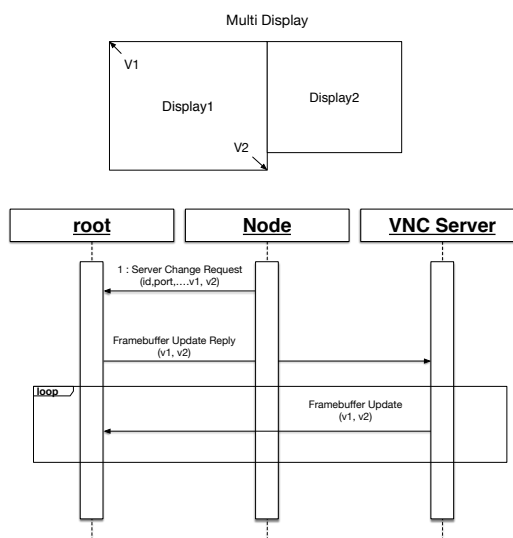 Multi Display
V1
Display1
Display2
V2
root
Node
VNC Server
1 : Server Change Request
(id,port,....v1, v2)
Framebuffer Update Reply
(v1, v2)
loop
Framebuffer Update
(v1, v2)